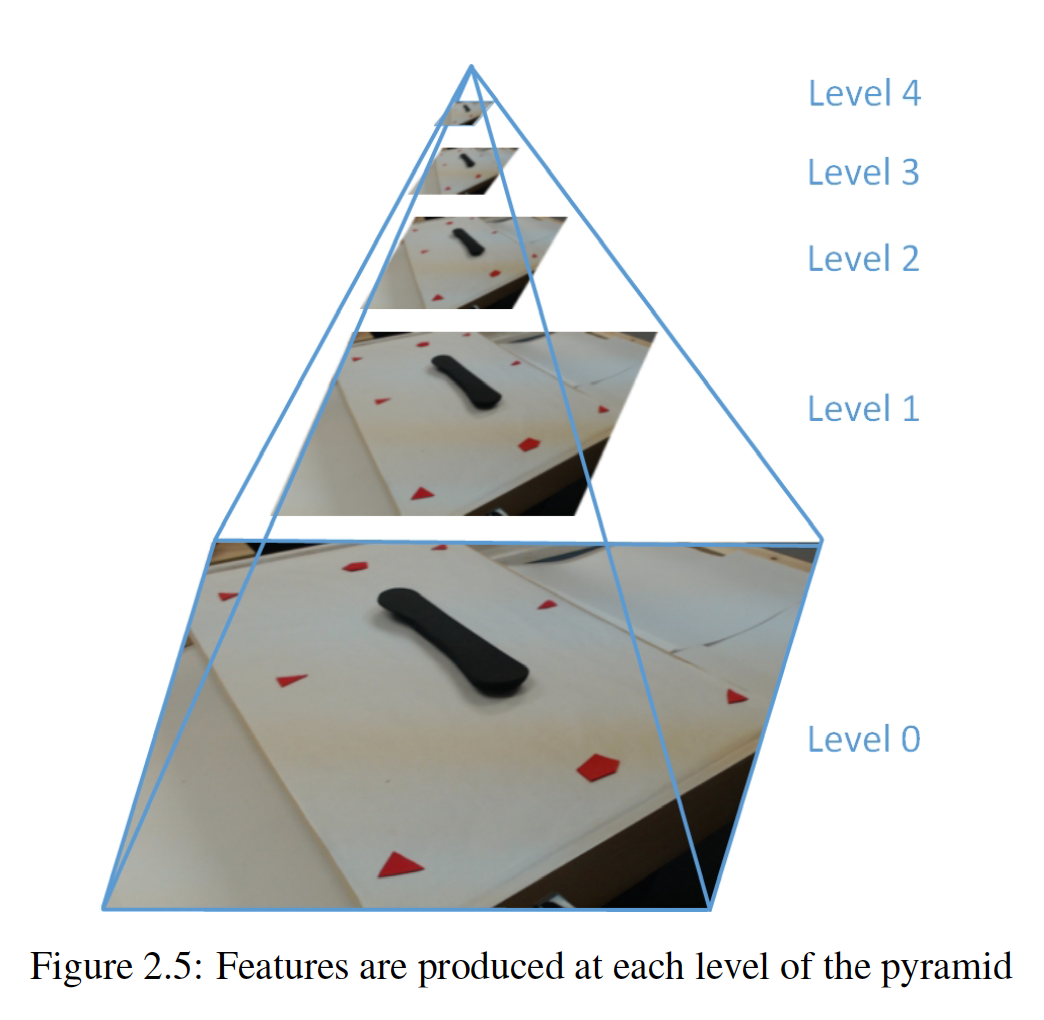 Level 4
Level 3
Level 2
Level 1
Level 0
Figure 2.5: Features are produced at each level of the pyramid